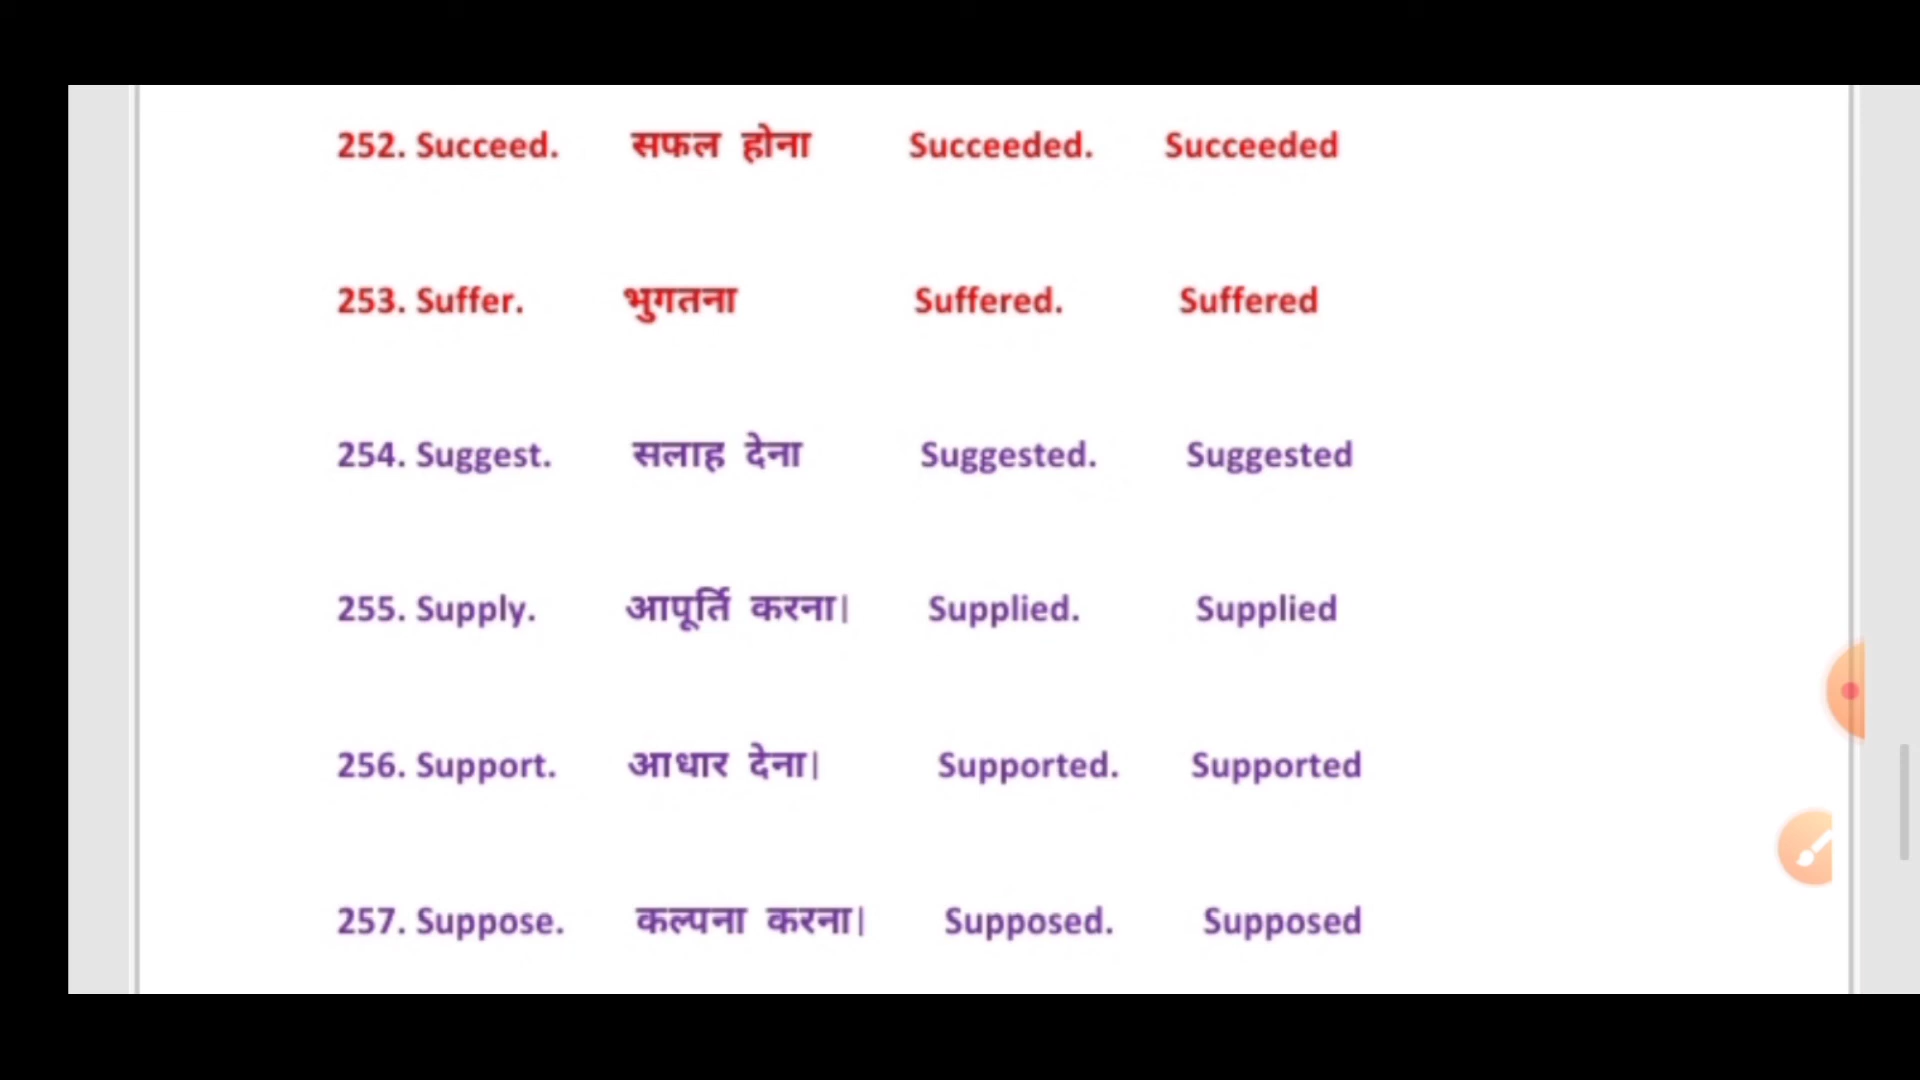 252. Succeed. सफल होना Succeeded. Succeeded
253. Suffer. भुगतना Suffered. Suffered
254. Suggest. सलाह देना Suggested. Suggested
255. Supply. आपूर्ति करना| Supplied. Supplied
256. Support. आधार देना| Supported. Supported
257. Suppose. कल्पना करना| Supposed. Supposed